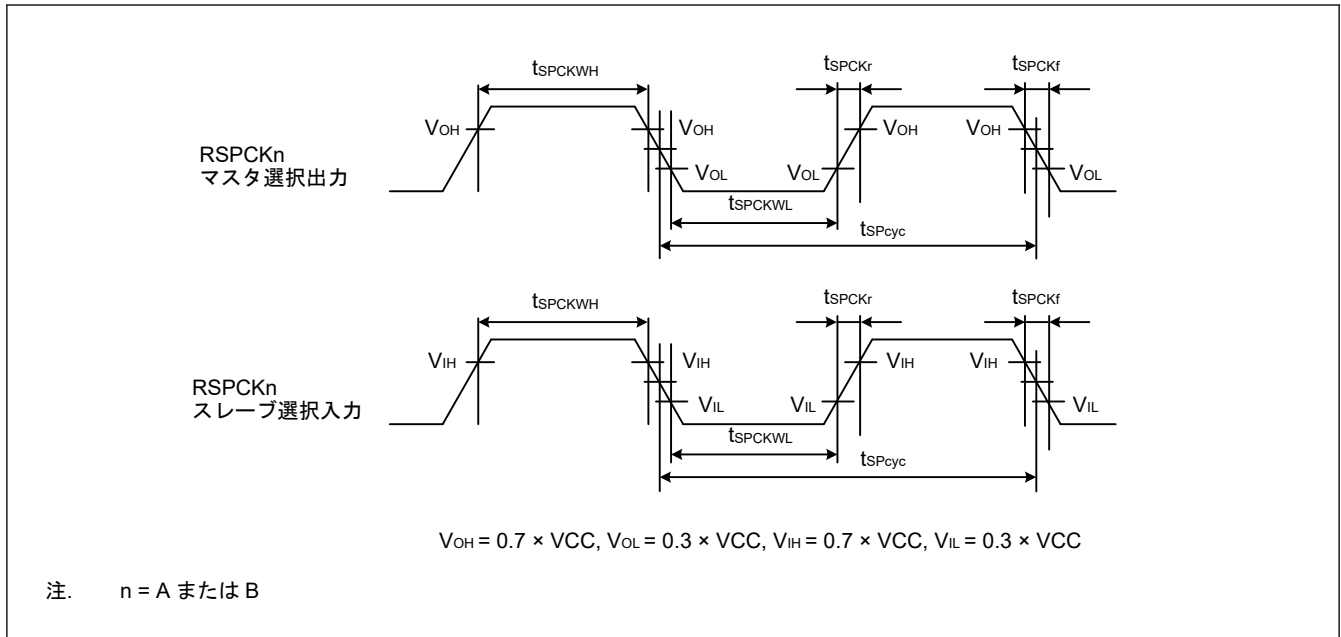 tSPCKWH tSPCKr tSPCKf
VOH VOH VOH VOH
RSPCKn
マスタ選択出力
VOL VOL VOL
tSPCKWL
tSPcyc
tSPCKWH tSPCKr tSPCKf
VIH VIH VIH VIH
RSPCKn
スレーブ選択入力
VIL VIL VIL
tSPCKWL
tSPcyc
VOH = 0.7 × VCC, VOL = 0.3 × VCC, VIH = 0.7 × VCC, VIL = 0.3 × VCC
注. n = A または B